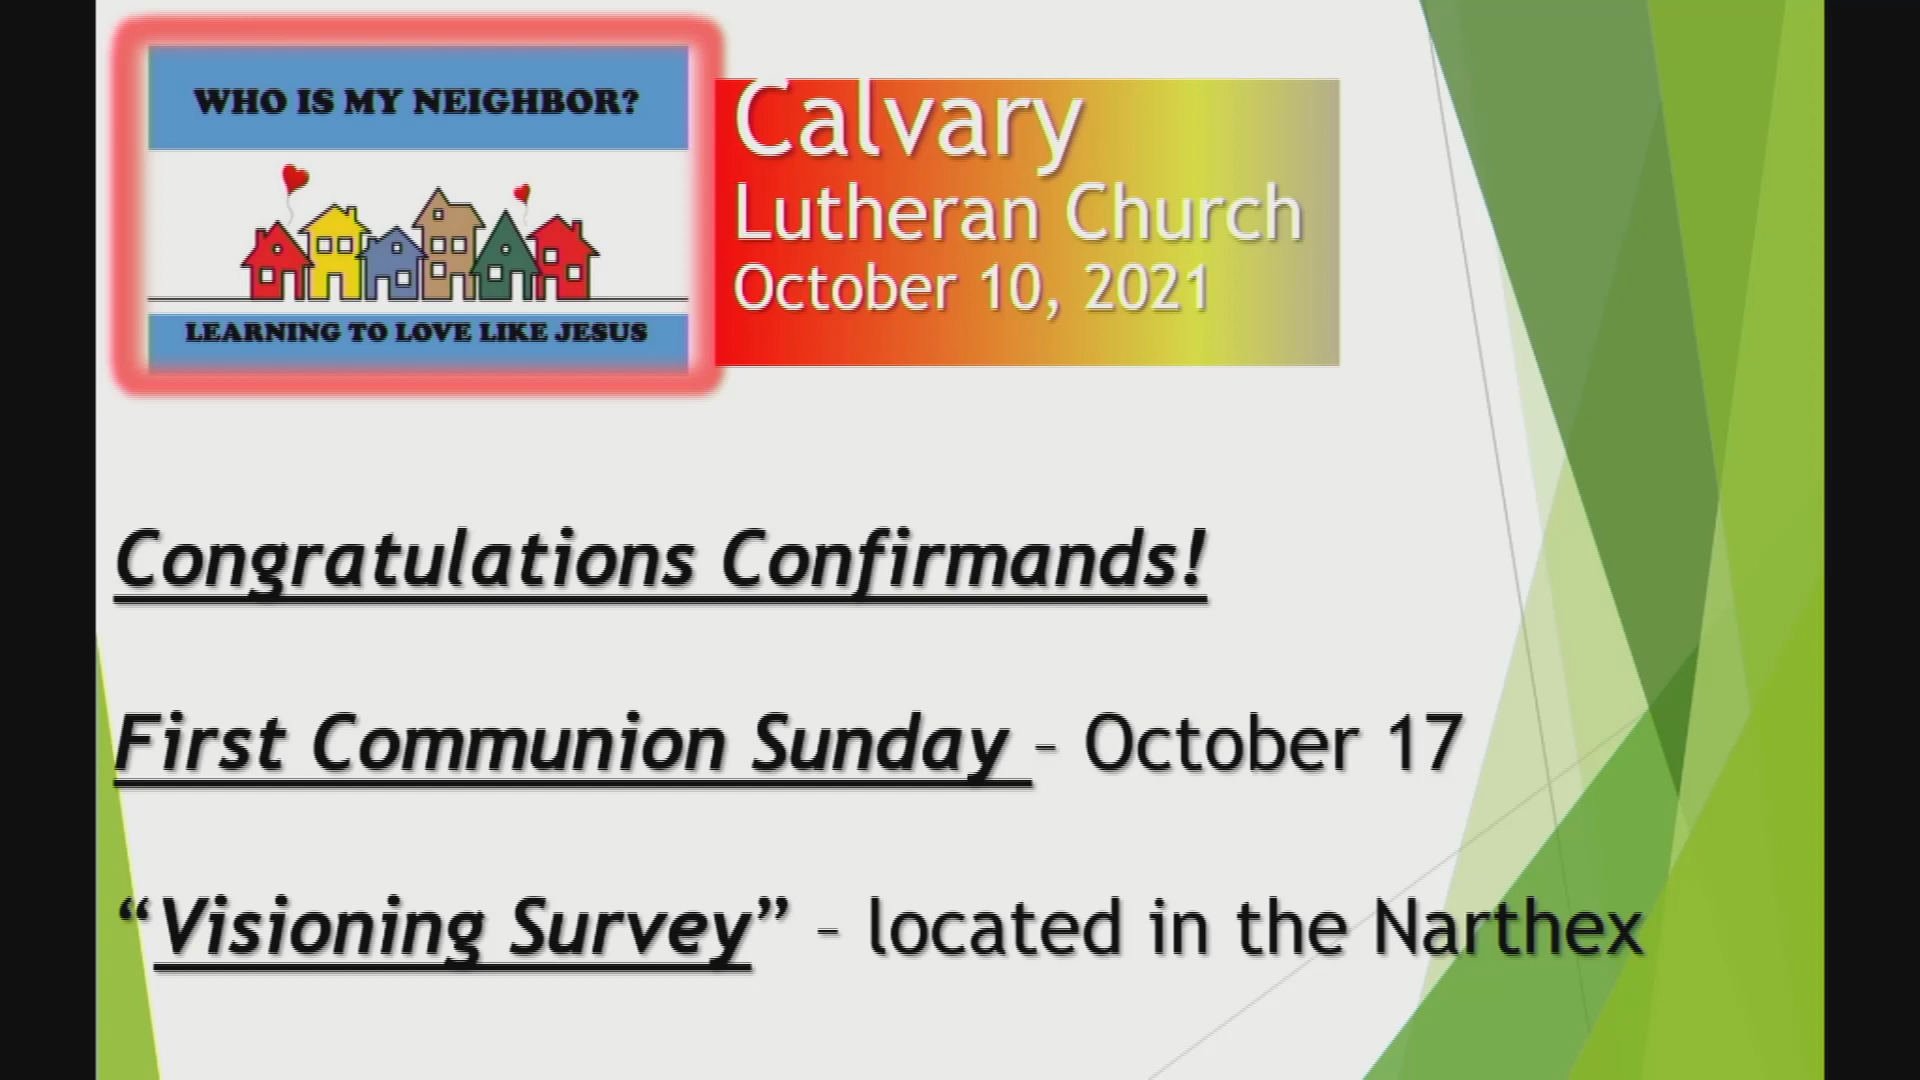 WHO IS MY NEIGHBOR?
LEARNING TO LOVE LIKE JESUS
Calvary
Lutheran Church
October 10, 2021
Congratulations Confirmands!
First Communion Sunday – October 17
“Visioning Survey” – located in the Narthex